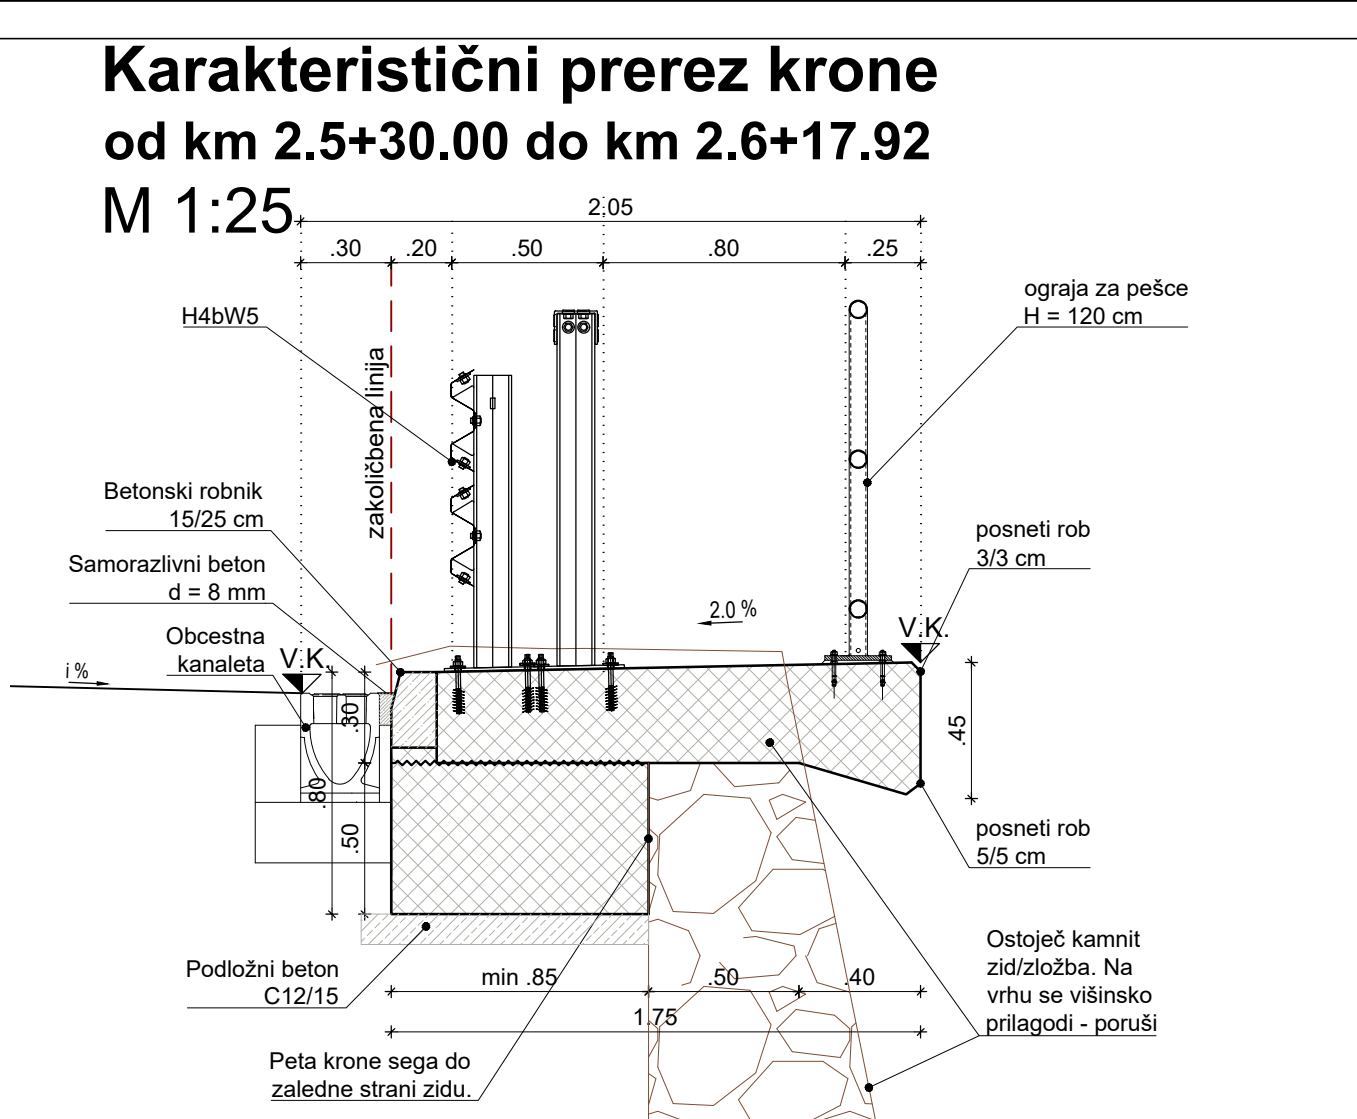 Karakteristični prerez krone
od km 2.5+30.00 do km 2.6+17.92
M 1:25
2.05
.30
.20
.50
.80
.25
H4bW5
ograja za pešce
H = 120 cm
zakoličbena linija
Betonski robnik
15/25 cm
posneti rob
3/3 cm
Samorazlivni beton
d = 8 mm
2.0 %
Obcestna
kanaleta
V.K.
V.K.
i %
.30
.45
.80
.50
posneti rob
5/5 cm
Podložni beton
C12/15
min .85
.50
.40
1.75
Ostoječ kamnit
zid/zložba. Na
vrhu se višinsko
prilagodi - poruši
Peta krone sega do
zaledne strani zidu.